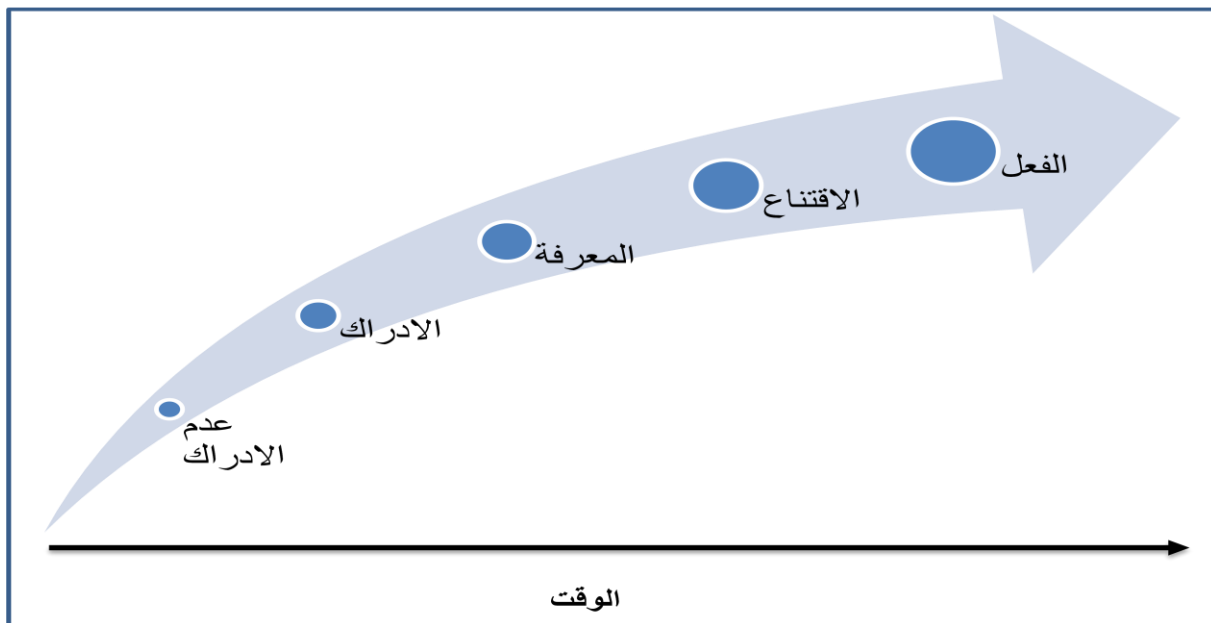 الفعل
الاقتناع
المعرفة
الادراك
عدم
الادراك
الوقت